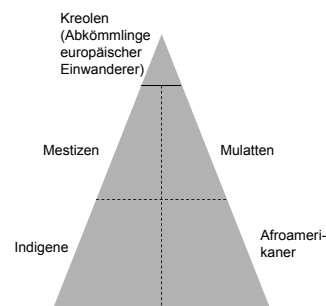 Kreolen
(Abkömmlinge
europäischer
Einwanderer)
Mestizen
Mulatten
Indigene
Afroameri-
kaner